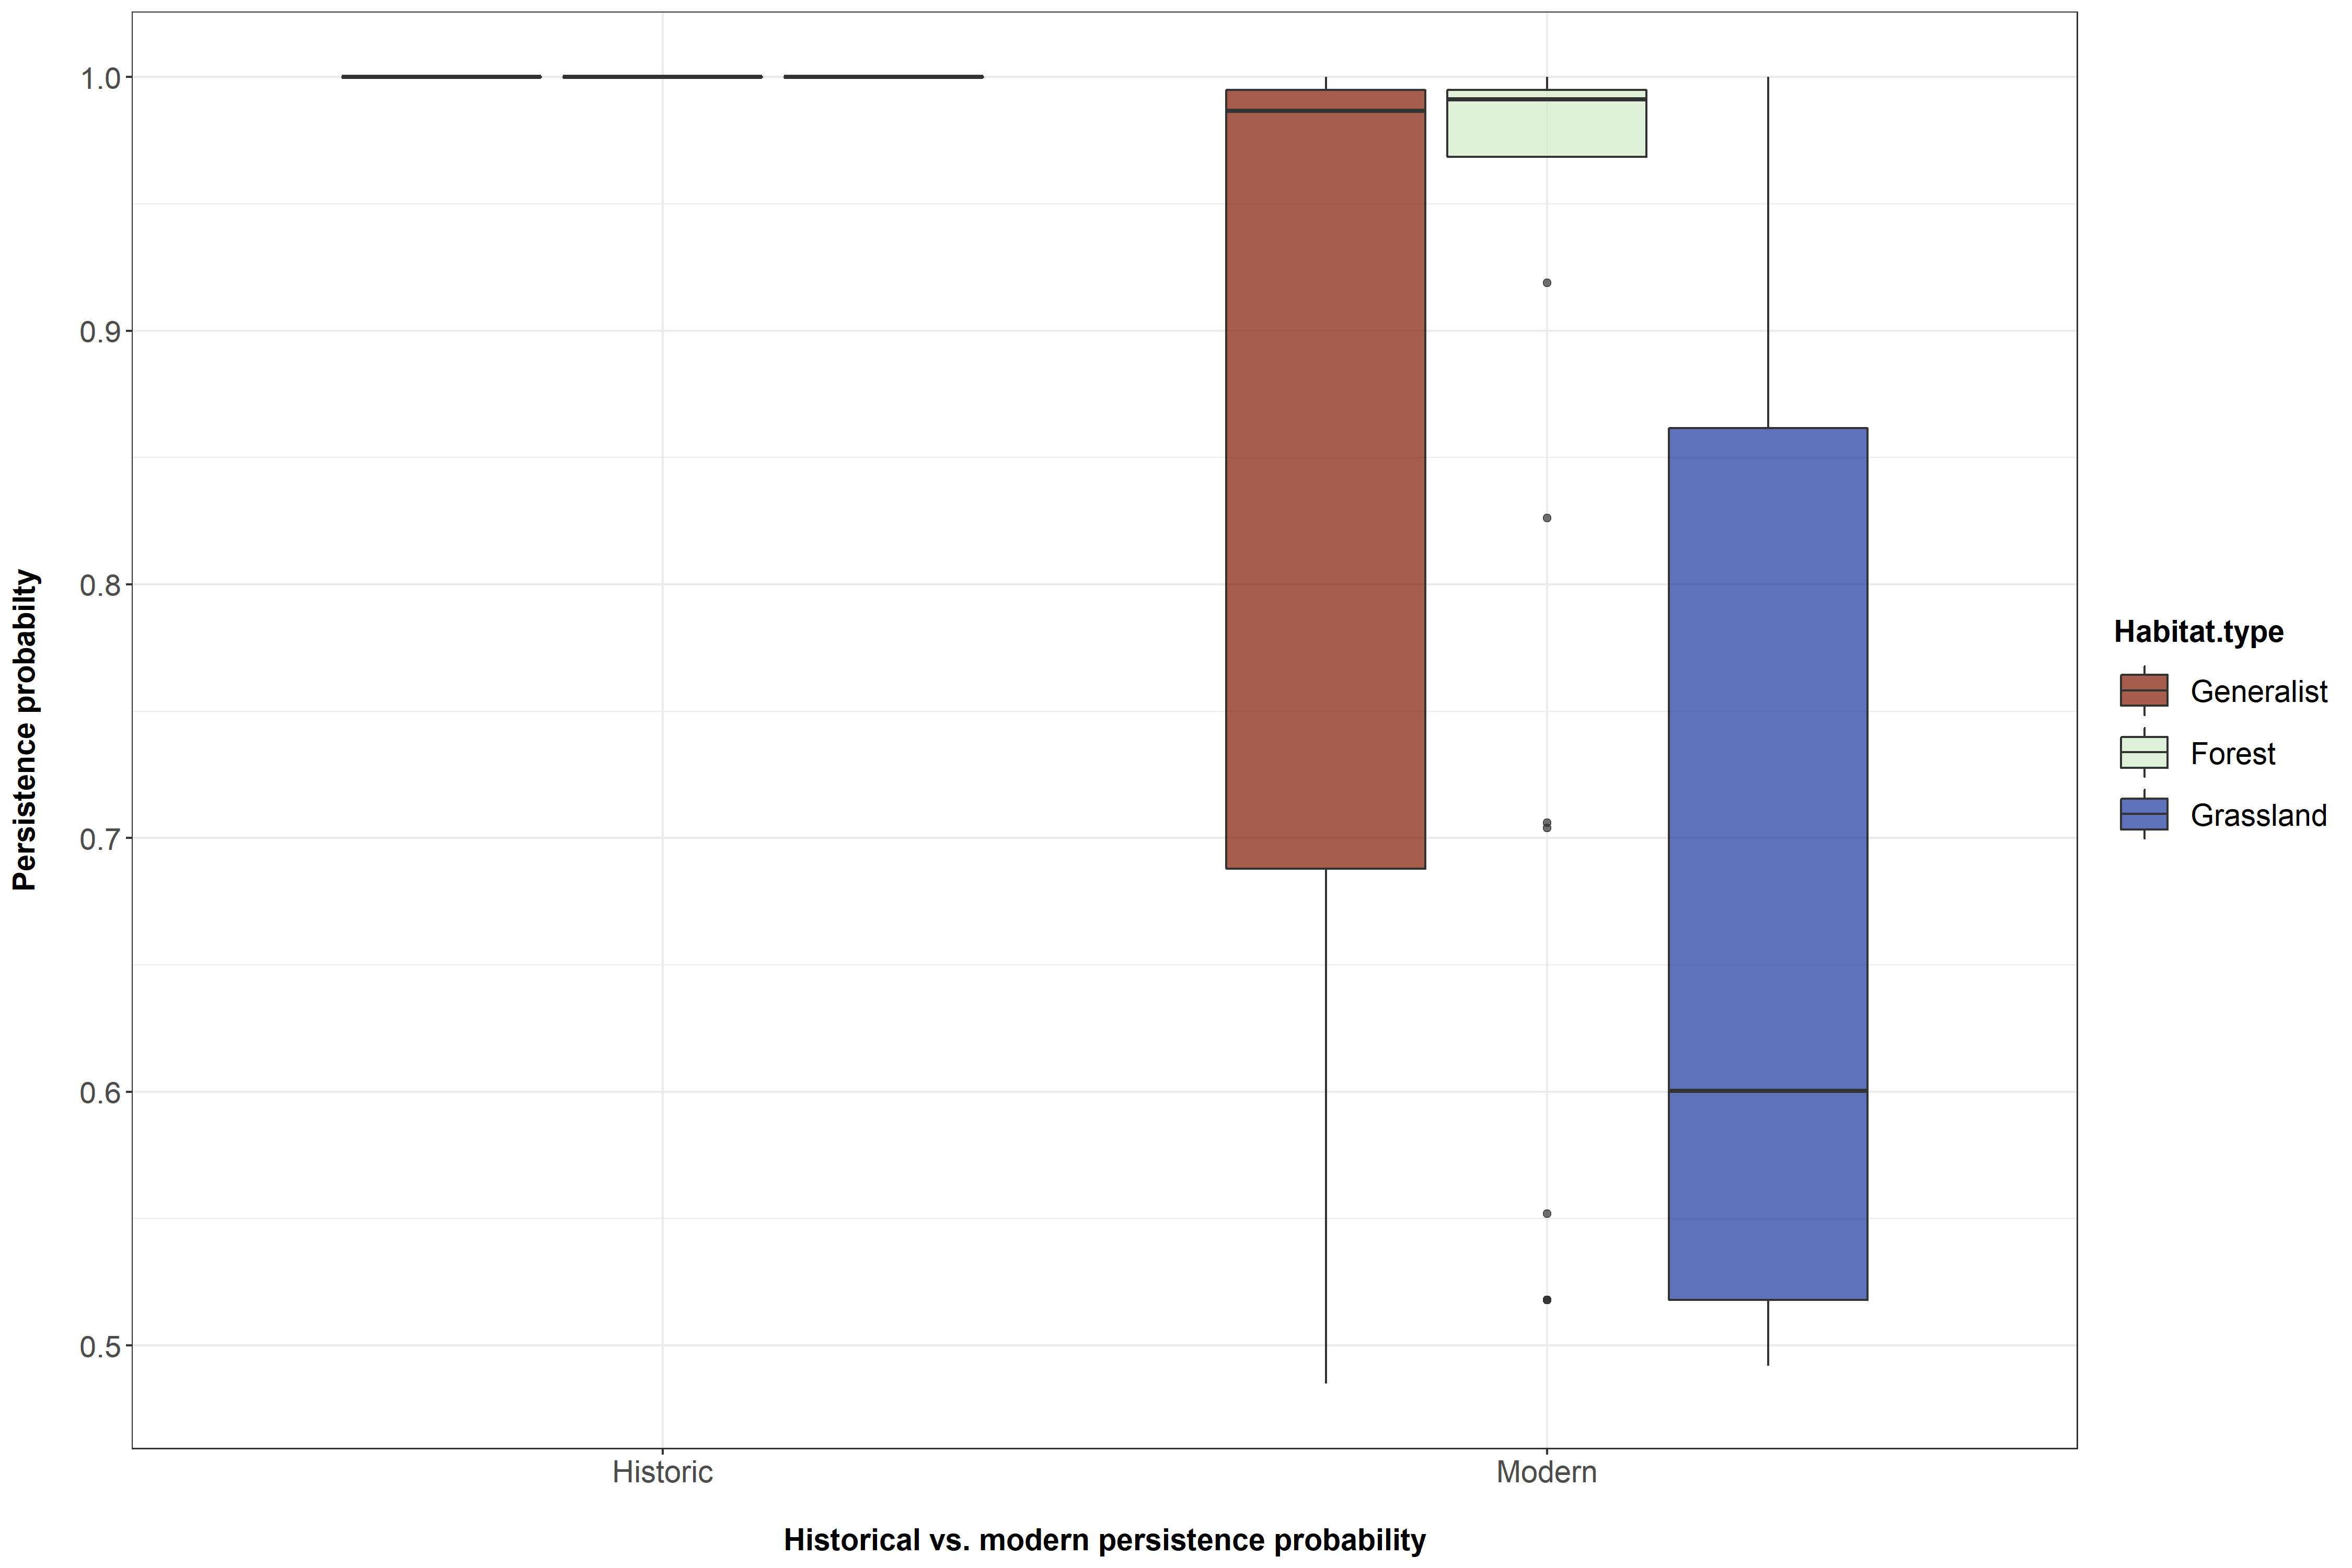 Persistence probabilty
1.0
0.9
0.8
0.7
0.6
0.5
Historic
Modern
Historical vs. modern persistence probability
Habitat.type
Generalist
Forest
Grassland